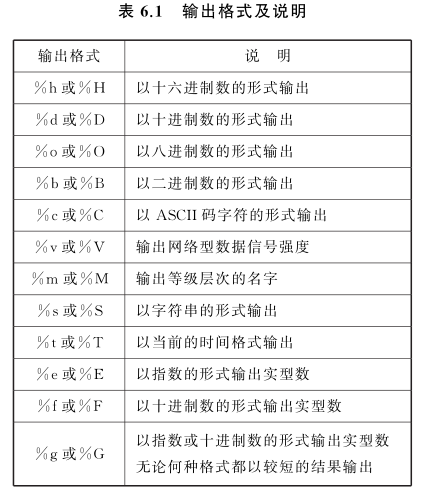 表 6.1 输出格式及说明
输出格式 说 明
%h 或%H 以十六进制数的形式输出
%d 或%D 以十进制数的形式输出
%o 或%O 以八进制数的形式输出
%b 或%B 以二进制数的形式输出
%c 或%C 以 ASCII 码字符的形式输出
%v 或%V 输出网络型数据信号强度
%m 或%M 输出等级层次的名字
%s 或%S 以字符串的形式输出
%t 或%T 以当前的时间格式输出
%e 或%E 以指数的形式输出实型数
%f 或%F 以十进制数的形式输出实型数
%g 或%G 以指数或十进制数的形式输出实型数
无论何种格式都以较短的结果输出